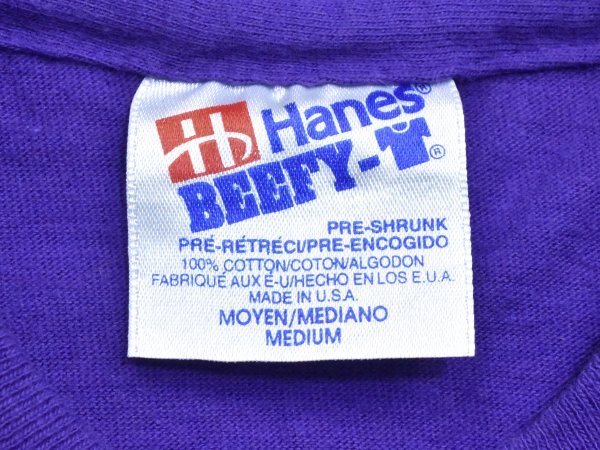 Hanes®
BEEFY-T®
PRE-SHRUNK
PRÉ-RÉTRÉCI/PRE-ENCOGIDO
100% COTTON/COTON/ALGODON
FABRIQUÉ AUX É-U/HECHO EN LOS E.U.A.
MADE IN U.S.A.
MOYEN/MEDIANO
MEDIUM